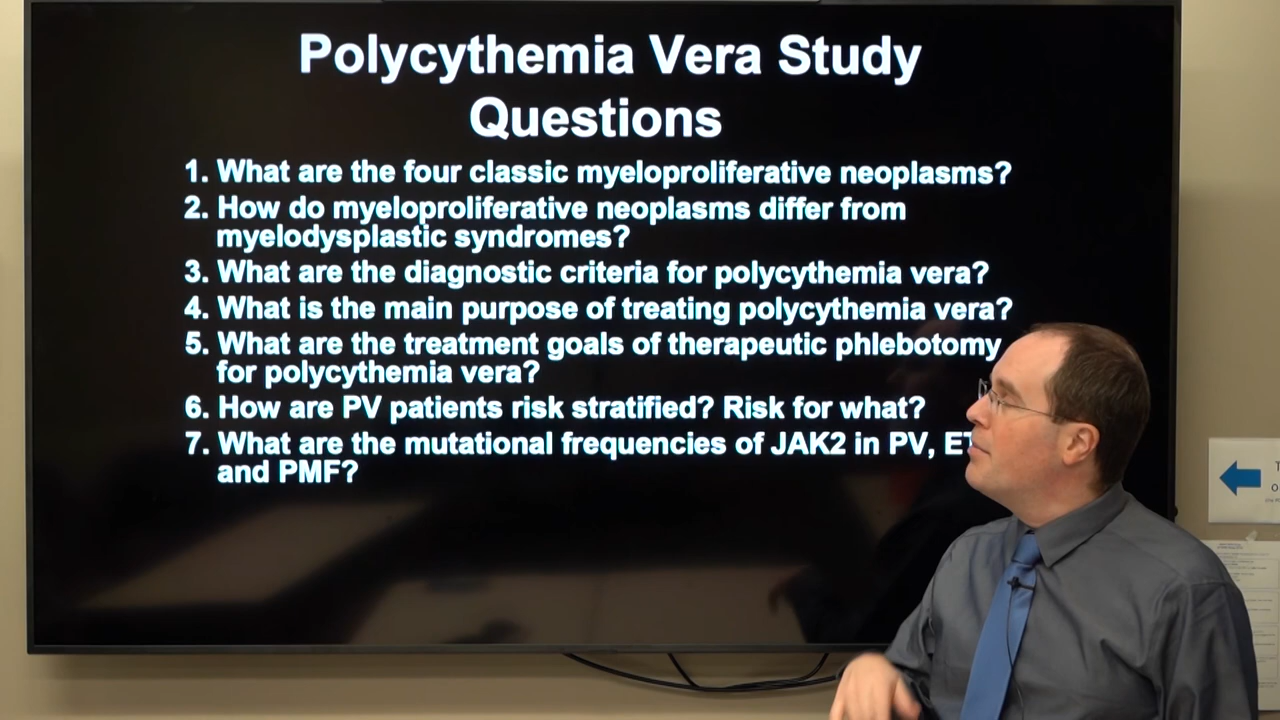 Polycythemia Vera Study
Questions
1. What are the four classic myeloproliferative neoplasms?
2. How do myeloproliferative neoplasms differ from
myelodysplastic syndromes?
3. What are the diagnostic criteria for polycythemia vera?
4. What is the main purpose of treating polycythemia vera?
5. What are the treatment goals of therapeutic phlebotomy
for polycythemia vera?
6. How are PV patients risk stratified? Risk for what?
7. What are the mutational frequencies of JAK2 in PV,
and PMF?